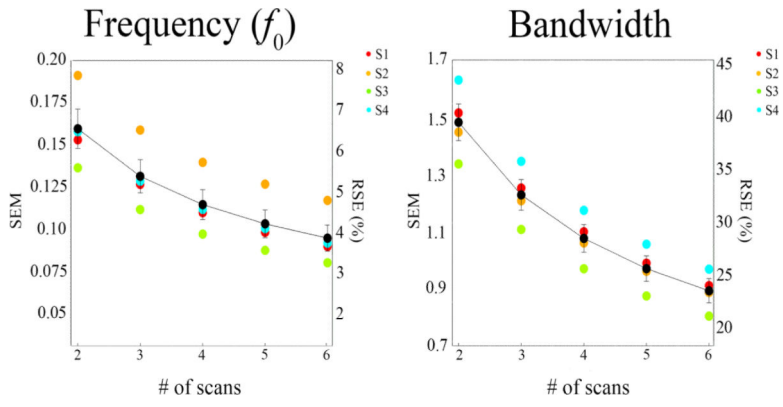 Frequency (f0)
Bandwidth
0.20
0.175
0.15
0.125
0.10
0.075
0.05
SEM
8
7
6
5
4
3
2
RSE (%)
S1
S2
S3
S4
2 3 4 5 6
# of scans
1.7
1.5
1.3
1.1
0.9
0.7
SEM
45
40
35
30
25
20
RSE (%)
S1
S2
S3
S4
2 3 4 5 6
# of scans